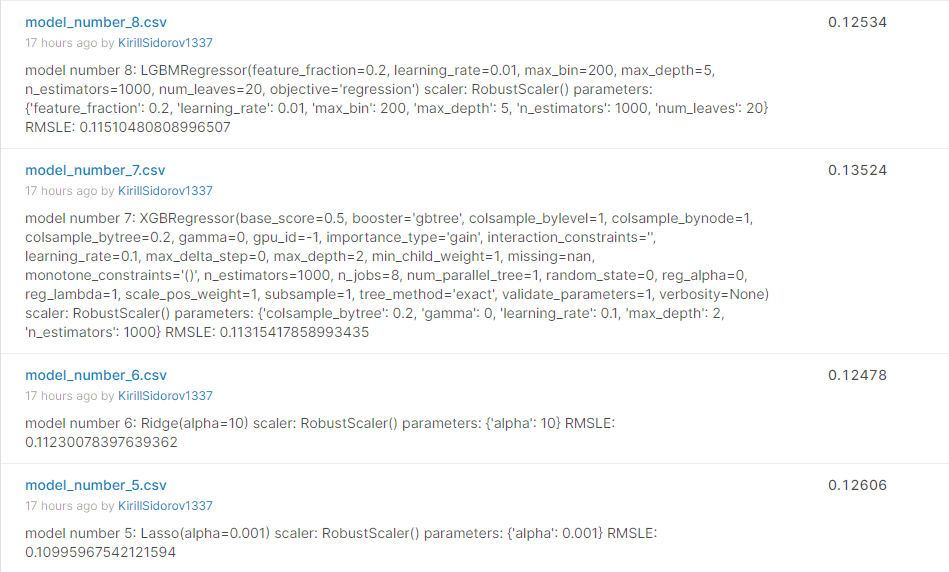 model_number_8.csv 0.12534
17 hours ago by KirillSidorov1337
model number 8: LGBMRegressor(feature_fraction=0.2, learning_rate=0.01, max_bin=200, max_depth=5,
n_estimators=1000, num_leaves=20, objective='regression') scaler: RobustScaler() parameters:
{'feature_fraction': 0.2, 'learning_rate': 0.01, 'max_bin': 200, 'max_depth': 5, 'n_estimators': 1000, 'num_leaves': 20}
RMSLE: 0.11510480808996507
model_number_7.csv 0.13524
17 hours ago by KirillSidorov1337
model number 7: XGBRegressor(base_score=0.5, booster='gbtree', colsample_bylevel=1, colsample_bynode=1,
colsample_bytree=0.2, gamma=0, gpu_id=-1, importance_type='gain', interaction_constraints='',
learning_rate=0.1, max_delta_step=0, max_depth=2, min_child_weight=1, missing=nan,
monotone_constraints='()', n_estimators=1000, n_jobs=8, num_parallel_tree=1, random_state=0, reg_alpha=0,
reg_lambda=1, scale_pos_weight=1, subsample=1, tree_method='exact', validate_parameters=1, verbosity=None)
scaler: RobustScaler() parameters: {'colsample_bytree': 0.2, 'gamma': 0, 'learning_rate': 0.1, 'max_depth': 2,
'n_estimators': 1000} RMSLE: 0.11315417858993435
model_number_6.csv 0.12478
17 hours ago by KirillSidorov1337
model number 6: Ridge(alpha=10) scaler: RobustScaler() parameters: {'alpha': 10} RMSLE:
0.11230078397639362
model_number_5.csv 0.12606
17 hours ago by KirillSidorov1337
model number 5: Lasso(alpha=0.001) scaler: RobustScaler() parameters: {'alpha': 0.001} RMSLE:
0.10995967542121594